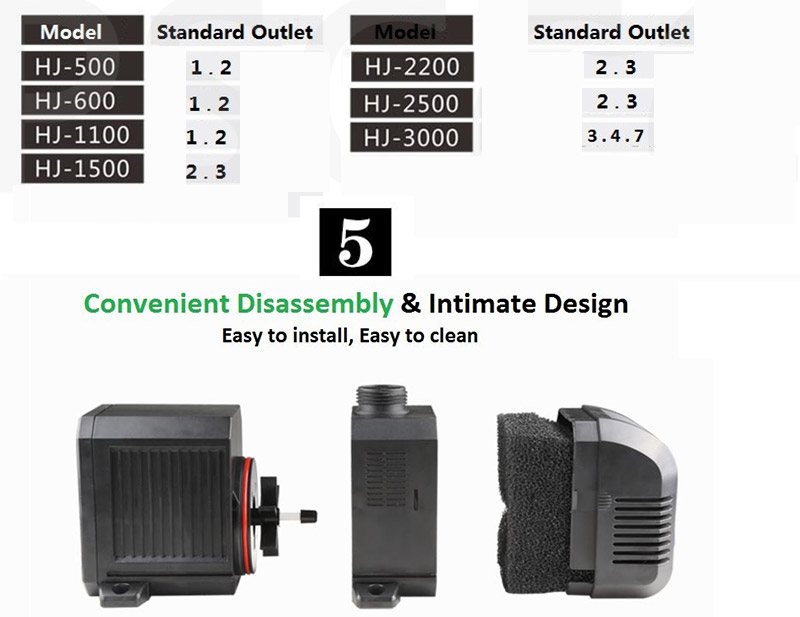 Model Standard Outlet Model Standard Outlet
HJ-500 1.2 HJ-2200 2.3
HJ-600 1.2 HJ-2500 2.3
HJ-1100 1.2 HJ-3000 3.4.7
HJ-1500 2.3
5
Convenient Disassembly & Intimate Design
Easy to install, Easy to clean